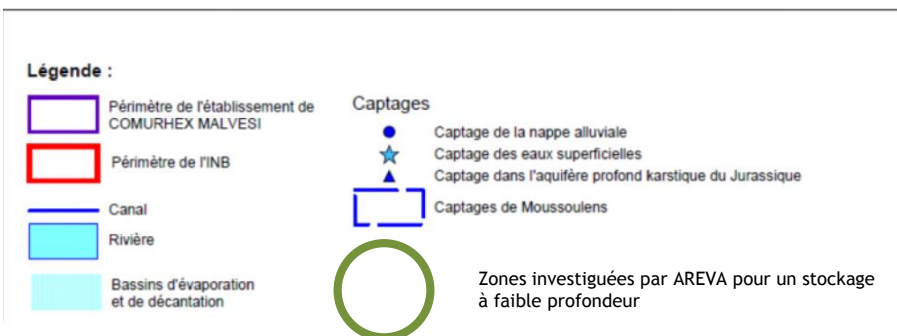 Légende :
Périmètre de l'établissement de
COMURHEX MALVESI
Périmètre de l'INB
Canal
Rivière
Bassins d'évaporation
et de décantation
Captages
Captage de la nappe alluviale
Captage des eaux superficielles
Captage dans l'aquifère profond karstique du Jurassique
Captages de Moussoulens
Zones investiguées par AREVA pour un stockage
à faible profondeur